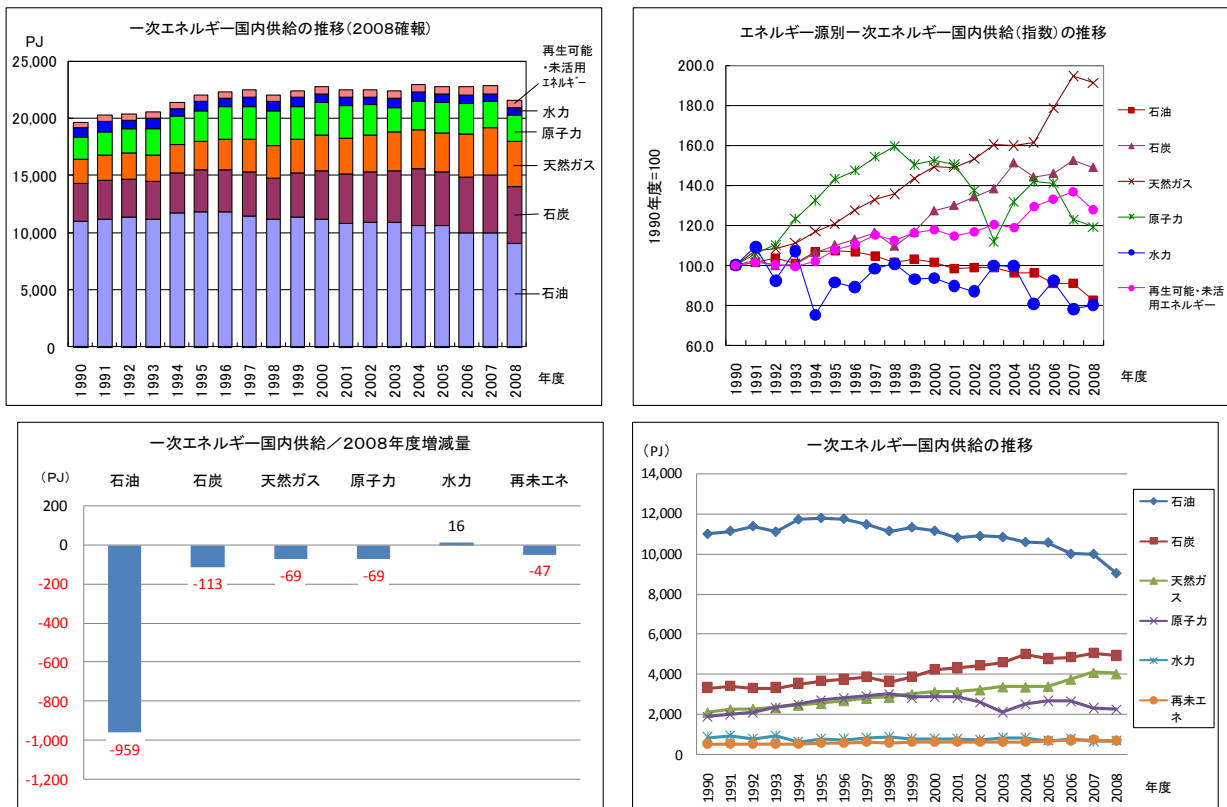 一次エネルギー国内供給の推移(2008確報)
PJ
25,000
20,000
15,000
10,000
5,000
0
再生可能
・未活用
エネルギー
水力
原子力
天然ガス
石炭
石油
1990 1991 1992 1993 1994 1995 1996 1997 1998 1999 2000 2001 2002 2003 2004 2005 2006 2007 2008
年度
エネルギー源別一次エネルギー国内供給(指数)の推移
1990年度=100
200.0
180.0
160.0
140.0
120.0
100.0
80.0
60.0
石油
石炭
天然ガス
原子力
水力
再生可能・未活
用エネルギー
1990 1991 1992 1993 1994 1995 1996 1997 1998 1999 2000 2001 2002 2003 2004 2005 2006 2007 2008
年度
一次エネルギー国内供給/2008年度増減量
(PJ)
石油 石炭 天然ガス 原子力 水力 再未エネ
200
0
-200
-400
-600
-800
-1,000
-1,200
-959 -113 -69 -69 16 -47
一次エネルギー国内供給の推移
(PJ)
14,000
12,000
10,000
8,000
6,000
4,000
2,000
0
石油
石炭
天然ガ
ス
原子力
水力
再未エ
ネ
1990 1991 1992 1993 1994 1995 1996 1997 1998 1999 2000 2001 2002 2003 2004 2005 2006 2007 2008
年度